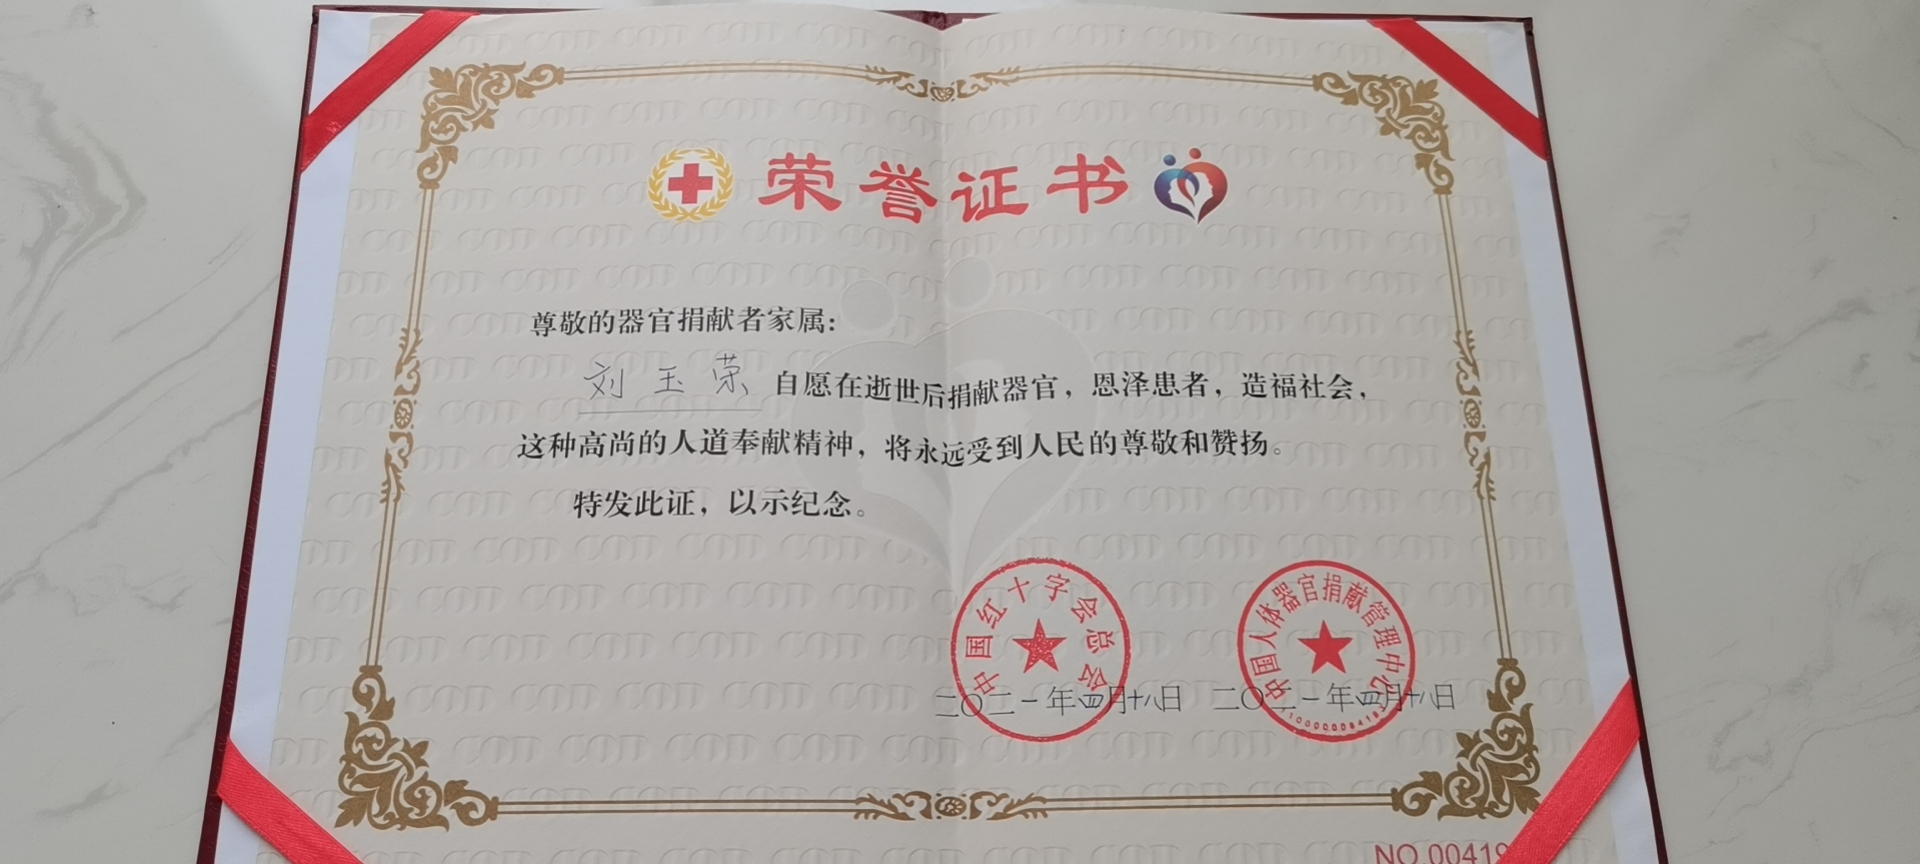 荣誉证书
尊敬的器官捐献者家属：
刘玉荣 自愿在逝世后捐献器官，恩泽患者，造福社会，
这种高尚的人道奉献精神，将永远受到人民的尊敬和赞扬。
特发此证，以示纪念。
中国红十字会总会
中国人体器官捐献管理中心
二〇二一年四月十八日 二〇二一年四月十八日
NO.00419